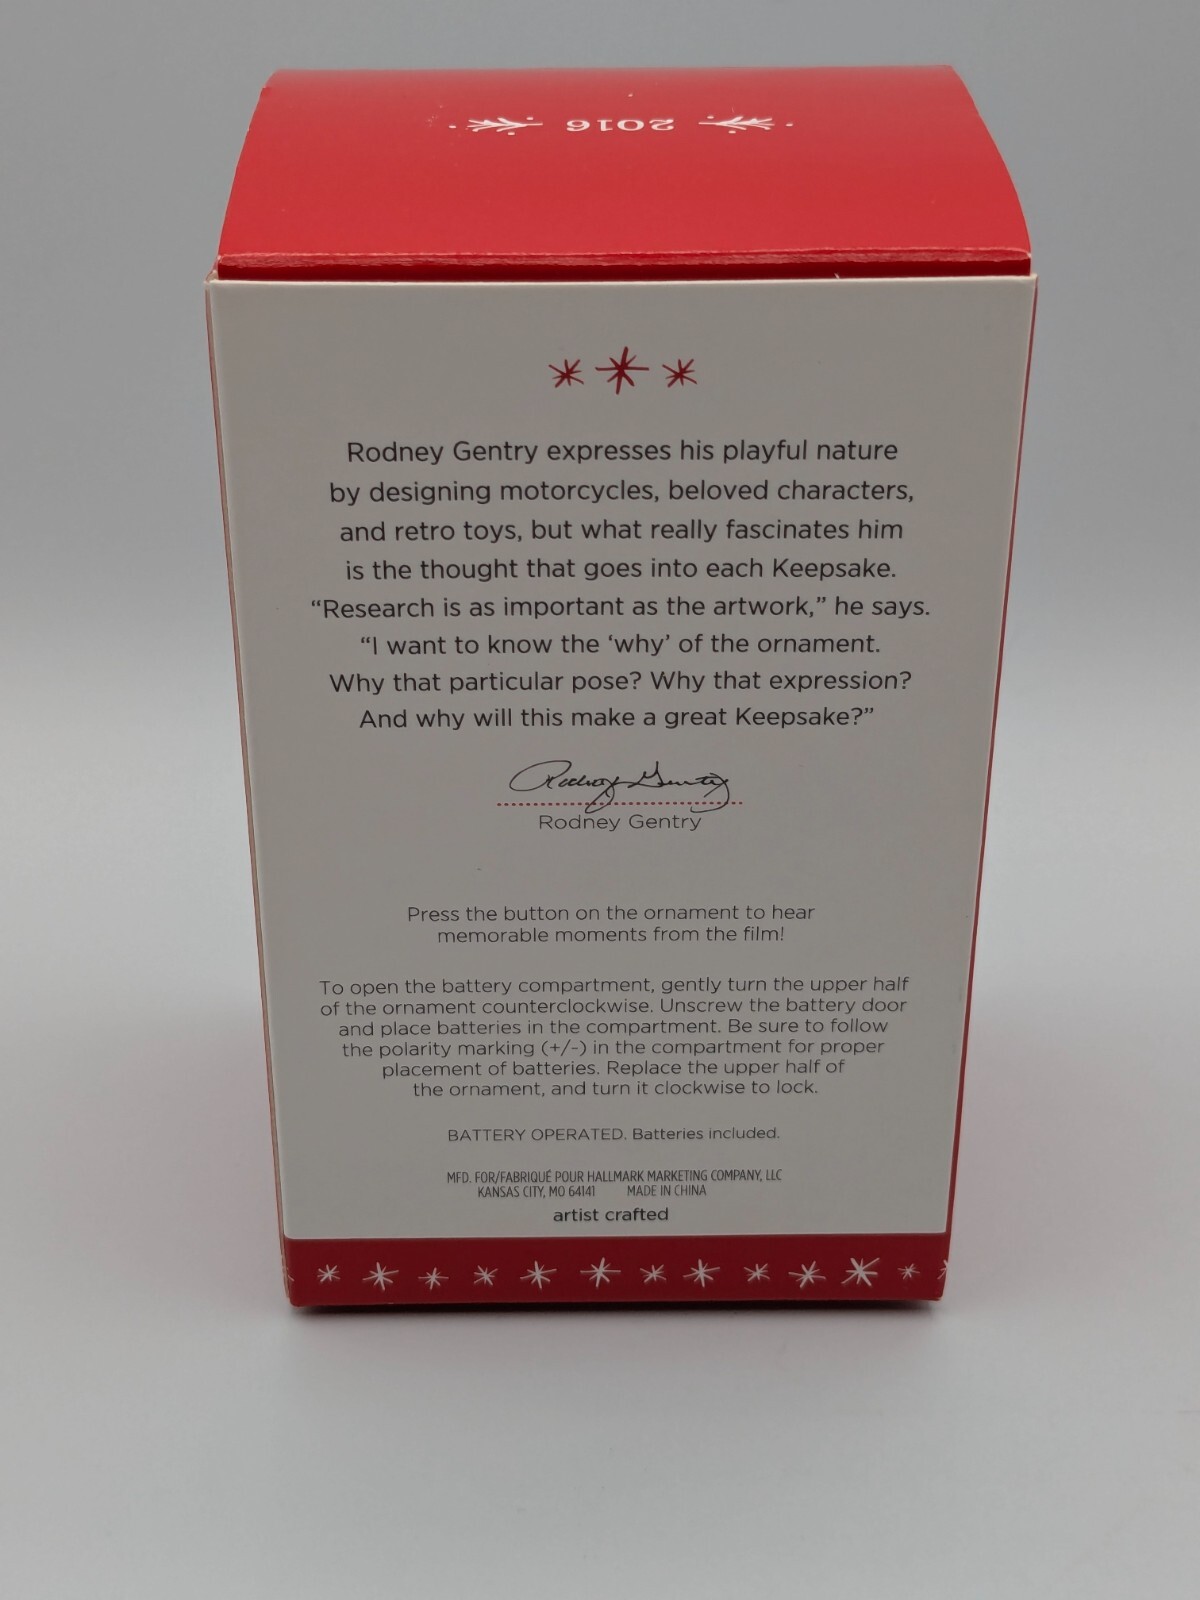 2016
Rodney Gentry expresses his playful nature
by designing motorcycles, beloved characters,
and retro toys, but what really fascinates him
is the thought that goes into each Keepsake.
“Research is as important as the artwork,” he says.
“I want to know the ‘why’ of the ornament.
Why that particular pose? Why that expression?
And why will this make a great Keepsake?”
Rodney Gentry
Rodney Gentry
Press the button on the ornament to hear
memorable moments from the film!
To open the battery compartment, gently turn the upper half
of the ornament counterclockwise. Unscrew the battery door
and place batteries in the compartment. Be sure to follow
the polarity marking (+/-) in the compartment for proper
placement of batteries. Replace the upper half of
the ornament, and turn it clockwise to lock.
BATTERY OPERATED. Batteries included.
MFD. FOR/FABRIQUÉ POUR HALLMARK MARKETING COMPANY, LLC
KANSAS CITY, MO 64141 MADE IN CHINA
artist crafted